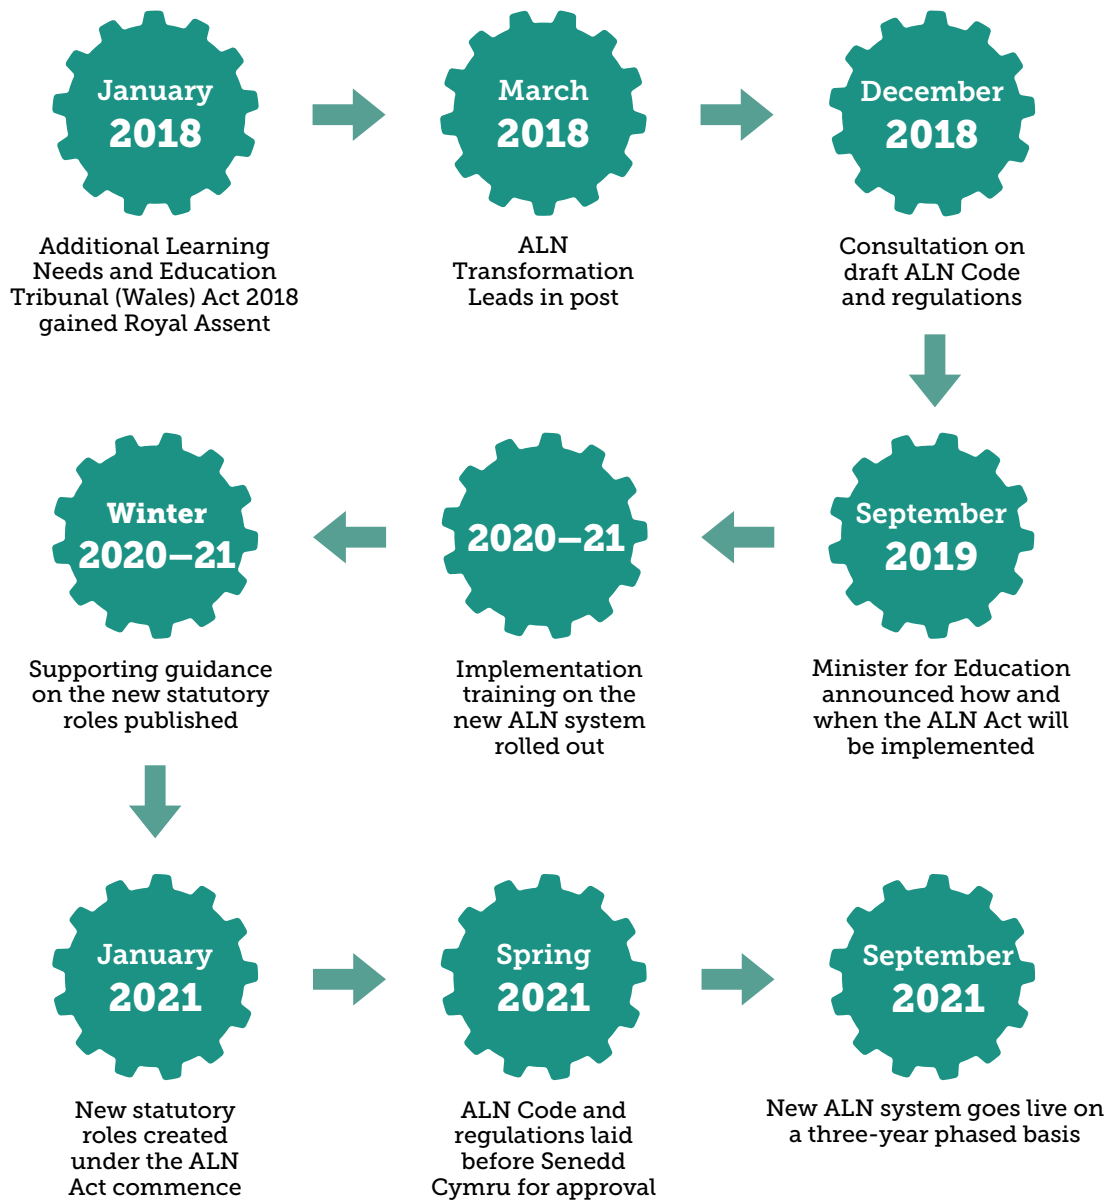 January
2018
Additional Learning
Needs and Education
Tribunal (Wales) Act 2018
gained Royal Assent
March
2018
ALN
Transformation
Leads in post
December
2018
Consultation on
draft ALN Code
and regulations
September
2019
Minister for Education
announced how and
when the ALN Act will
be implemented
2020–21
Implementation
training on the
new ALN system
rolled out
Winter
2020–21
Supporting guidance
on the new statutory
roles published
January
2021
New statutory
roles created
under the ALN
Act commence
Spring
2021
ALN Code and
regulations laid
before Senedd
Cymru for approval
September
2021
New ALN system goes live on
a three-year phased basis